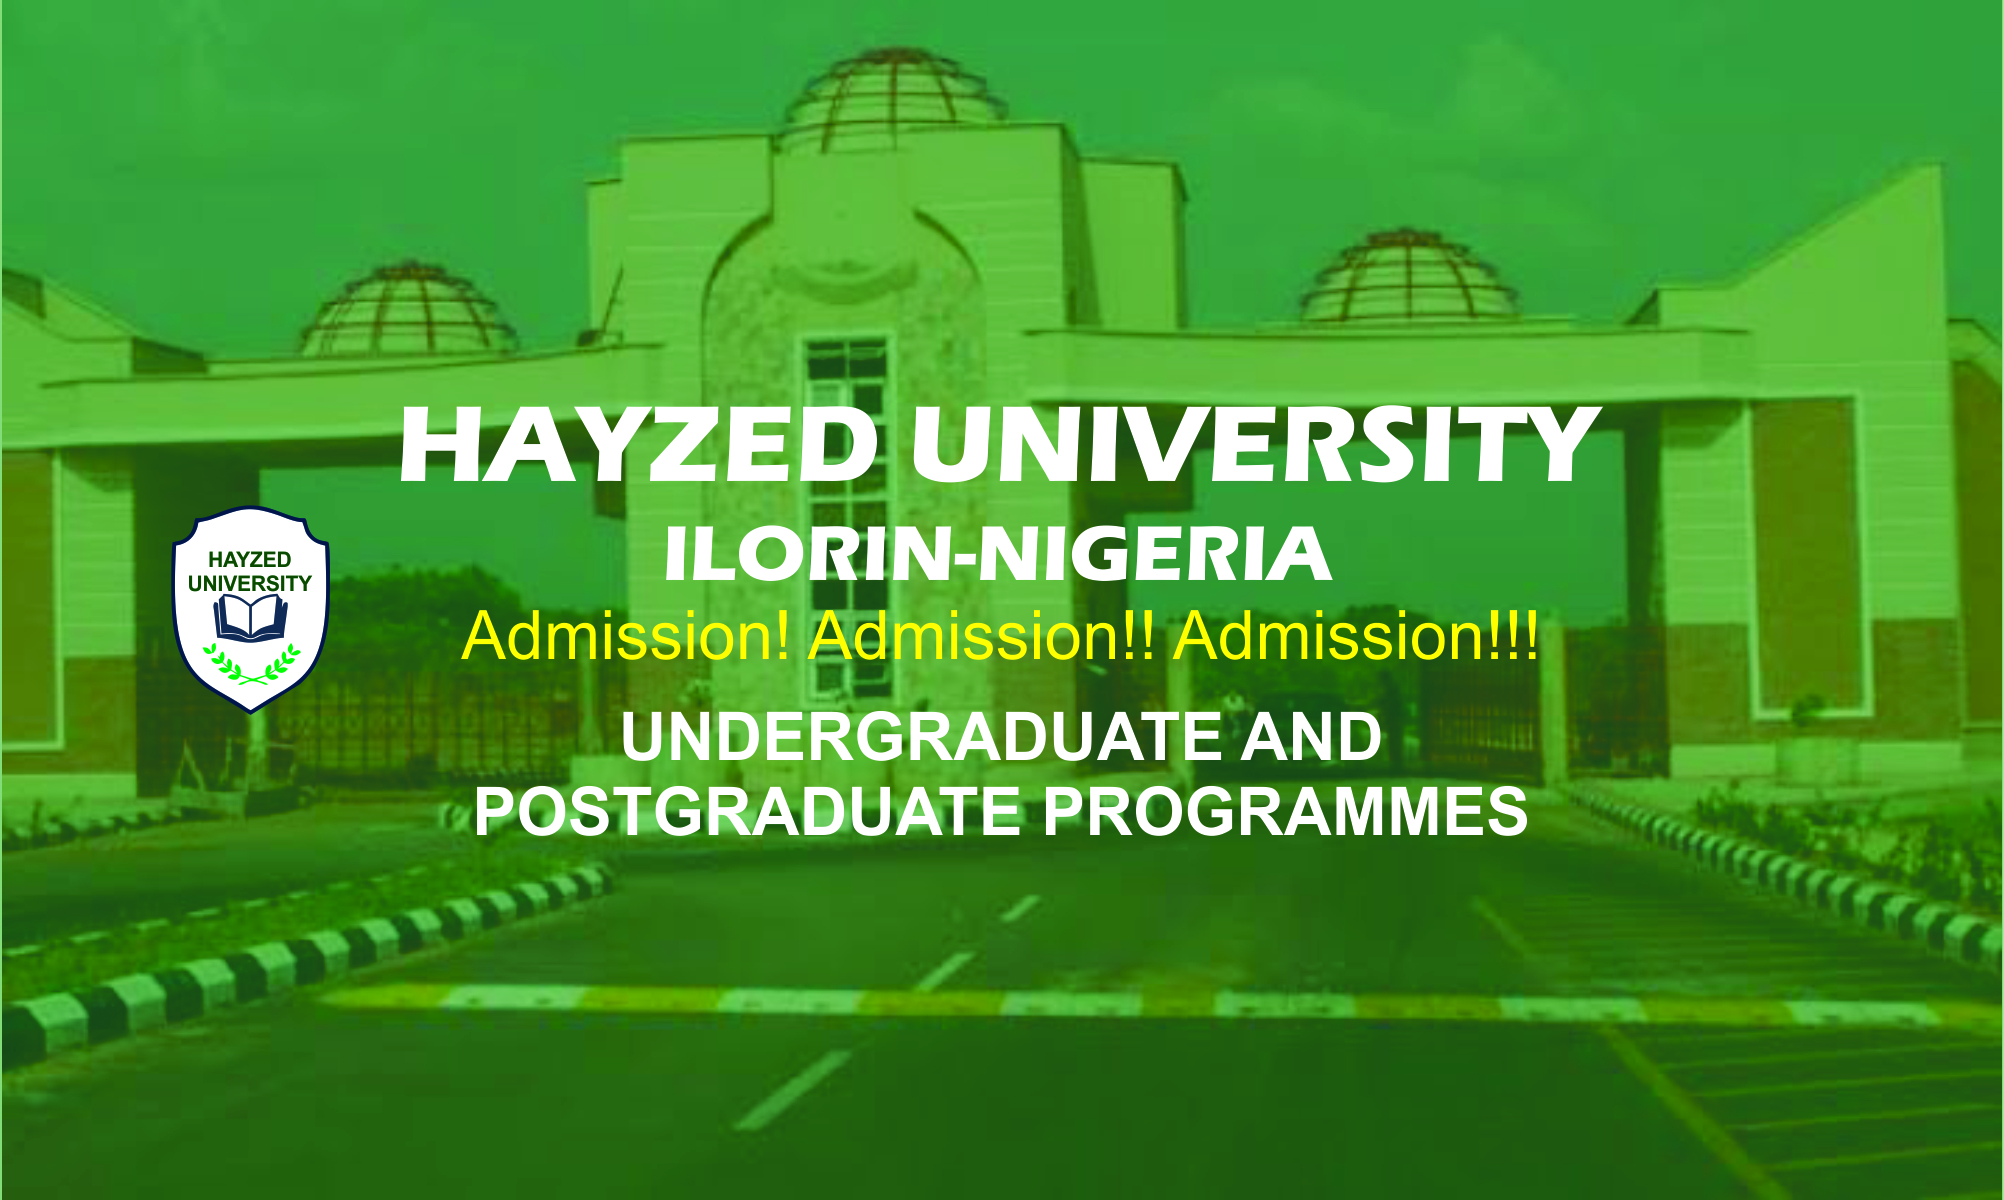 HAYZED UNIVERSITY
ILORIN-NIGERIA
HAYZED
UNIVERSITY
Admission! Admission!! Admission!!!
UNDERGRADUATE AND
POSTGRADUATE PROGRAMMES